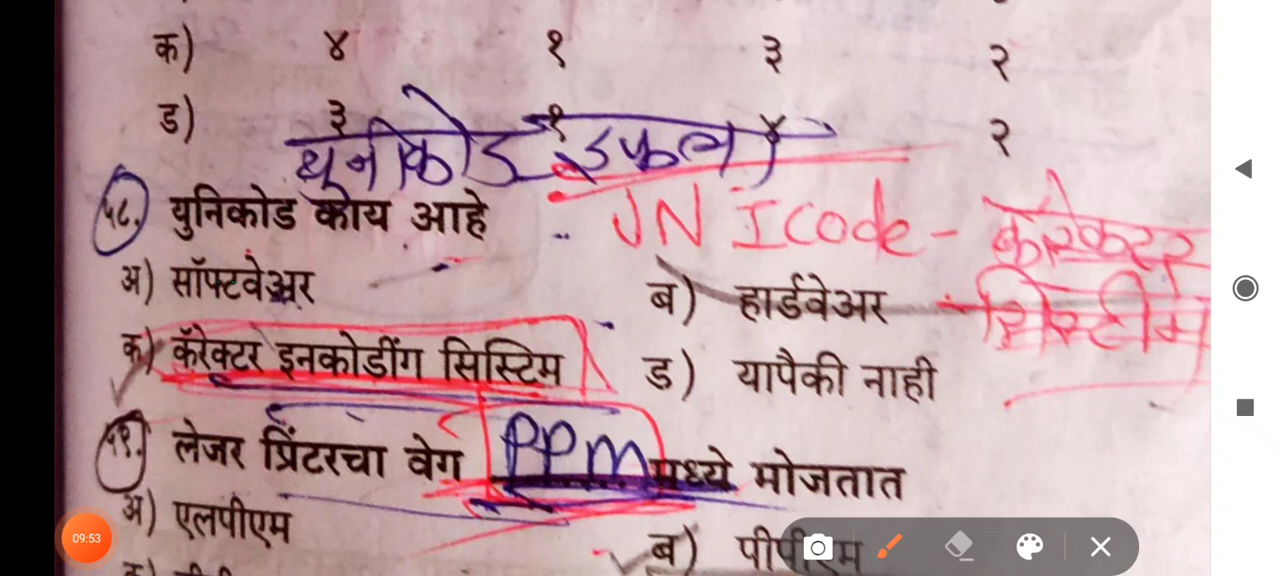 क) ४ १ ३ २
ड) ३ १ ४ २
५८. युनिकोड काय आहे
UNIcode - कॅरेक्टर
सिस्टीम
अ) सॉफ्टवेअर ब) हार्डवेअर
क) कॅरेक्टर इनकोडींग सिस्टिम ड) यापैकी नाही
५९. लेजर प्रिंटरचा वेग PPM मध्ये मोजतात
अ) एलपीएम ब) पीपीएम
09:53